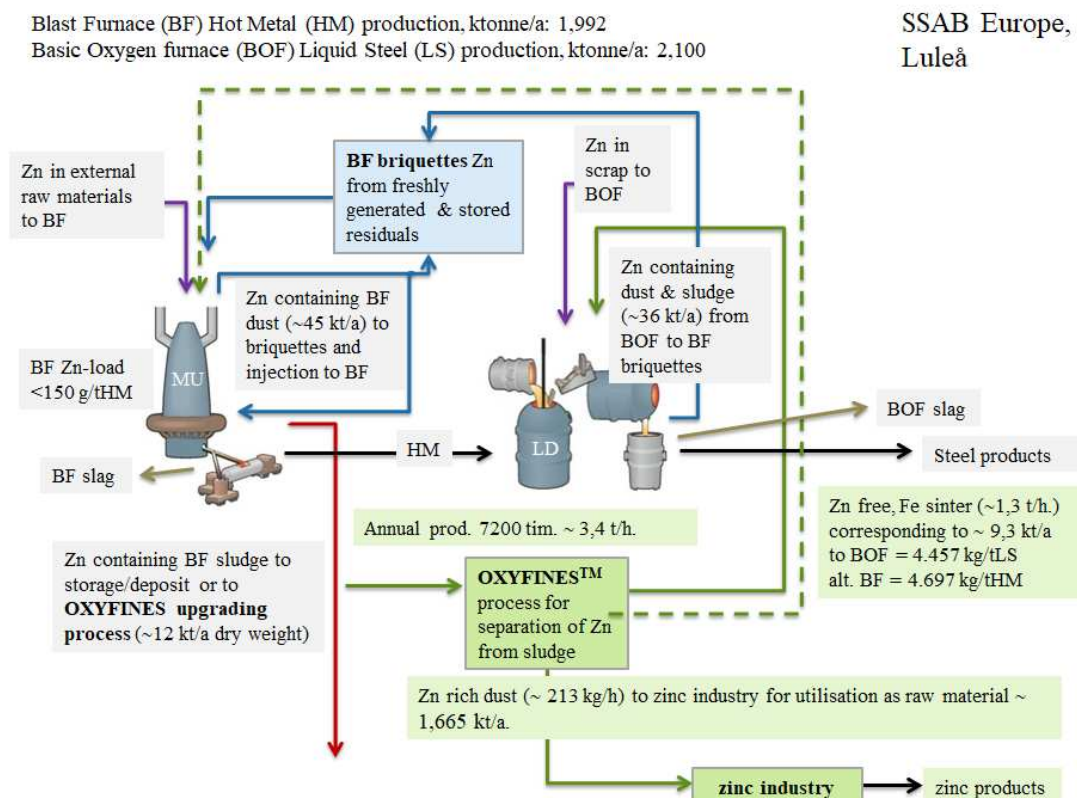 Blast Furnace (BF) Hot Metal (HM) production, ktonne/a: 1,992
Basic Oxygen furnace (BOF) Liquid Steel (LS) production, ktonne/a: 2,100
SSAB Europe,
Luleå
Zn in external
raw materials
to BF
BF briquettes Zn
from freshly
generated & stored
residuals
Zn in
scrap to
BOF
Zn containing BF
dust (~45 kt/a) to
briquettes and
injection to BF
Zn containing
dust & sludge
(~36 kt/a) from
BOF to BF
briquettes
BF Zn-load
<150 g/tHM
MU
LD
BOF slag
HM
Steel products
BF slag
Annual prod. 7200 tim. ~ 3,4 t/h.
Zn free, Fe sinter (~1,3 t/h.)
corresponding to ~ 9,3 kt/a
to BOF = 4.457 kg/tLS
alt. BF = 4.697 kg/tHM
Zn containing BF sludge to
storage/deposit or to
OXYFINES upgrading
process (~12 kt/a dry weight)
OXYFINES™
process for
separation of Zn
from sludge
Zn rich dust (~ 213 kg/h) to zinc industry for utilisation as raw material ~
1,665 kt/a.
zinc industry
zinc products